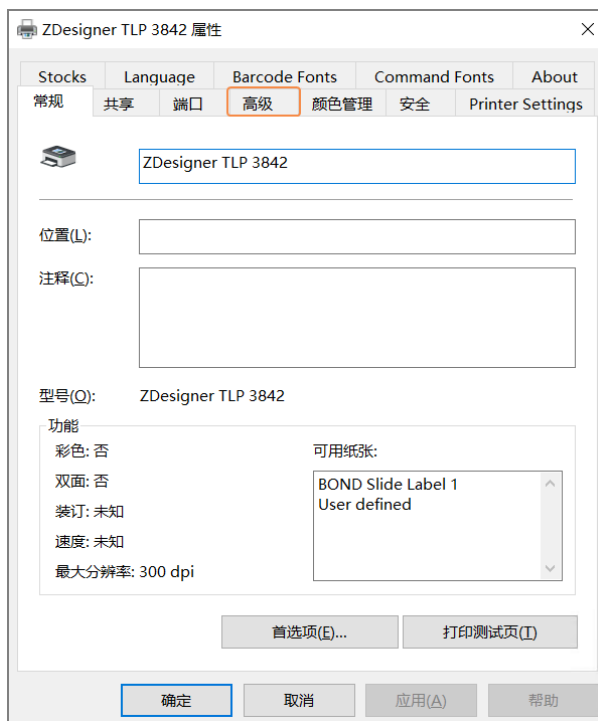 ZDesigner TLP 3842 属性
Stocks Language Barcode Fonts Command Fonts About
常规 共享 端口 高级 颜色管理 安全 Printer Settings
ZDesigner TLP 3842
位置(L):
注释(C):
型号(O): ZDesigner TLP 3842
功能
彩色: 否 可用纸张:
双面: 否 BOND Slide Label 1
装订: 未知 User defined
速度: 未知
最大分辨率: 300 dpi
首选项(E)... 打印测试页(T)
确定 取消 应用(A) 帮助